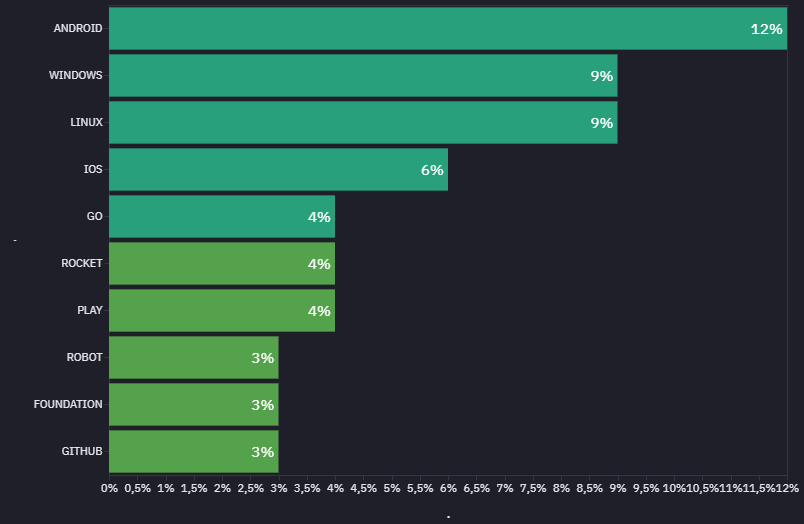 ANDROID 12%
WINDOWS 9%
LINUX 9%
IOS 6%
GO 4%
ROCKET 4%
PLAY 4%
ROBOT 3%
FOUNDATION 3%
GITHUB 3%
0% 0,5% 1% 1,5% 2% 2,5% 3% 3,5% 4% 4,5% 5% 5,5% 6% 6,5% 7% 7,5% 8% 8,5% 9% 9,5% 10% 10,5% 11% 11,5% 12%